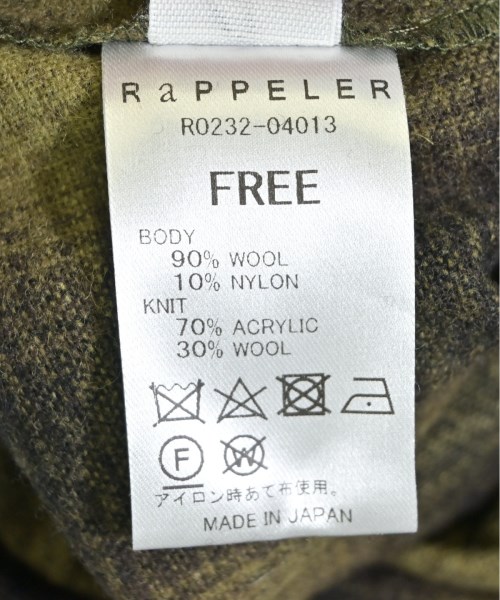 RaPPELER
R0232-04013
FREE
BODY
90% WOOL
10% NYLON
KNIT
70% ACRYLIC
30% WOOL
F W
アイロン時あて布使用。
MADE IN JAPAN